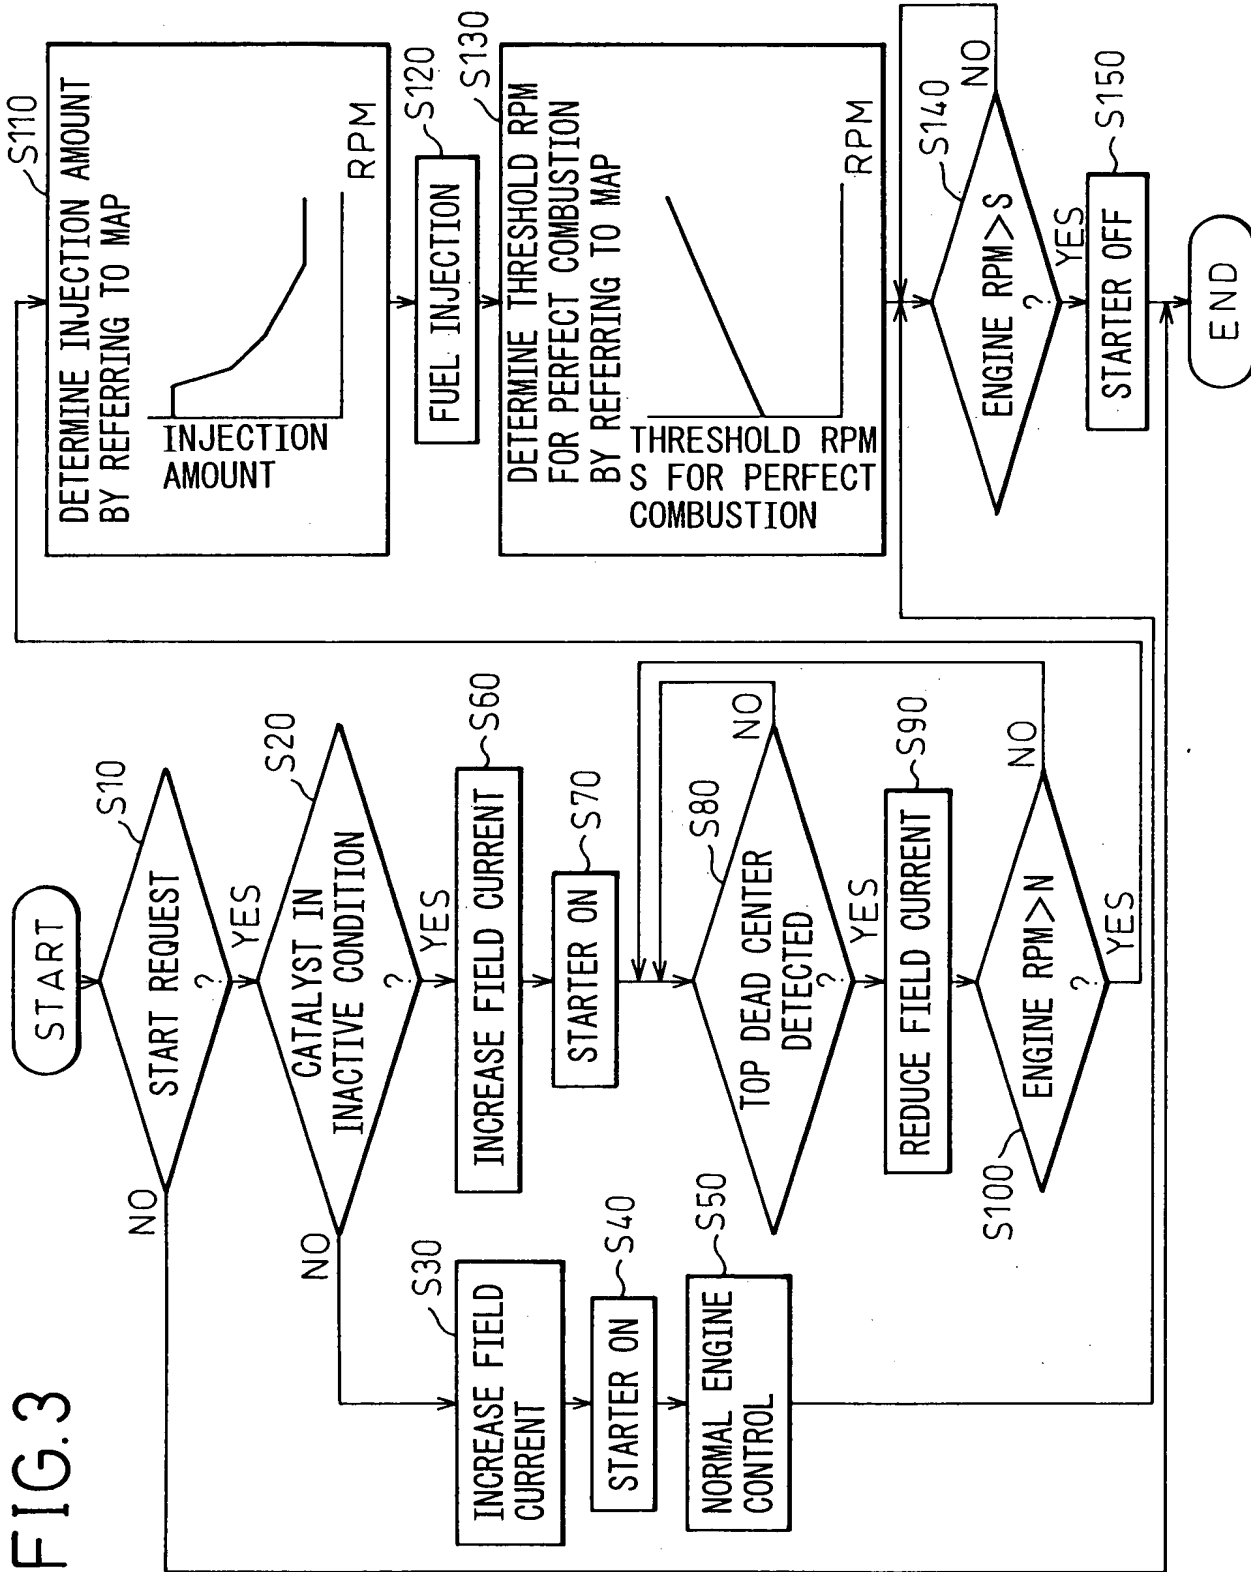 FIG.3
START
S10
START REQUEST
?
NO
YES
S20
CATALYST IN
INACTIVE CONDITION
?
NO
YES
S30
INCREASE FIELD
CURRENT
S40
STARTER ON
S50
NORMAL ENGINE
CONTROL
S60
INCREASE FIELD CURRENT
S70
STARTER ON
S80
TOP DEAD CENTER
DETECTED
?
NO
YES
S90
REDUCE FIELD CURRENT
S100
ENGINE RPM>N
?
NO
YES
S110
DETERMINE INJECTION AMOUNT
BY REFERRING TO MAP
INJECTION
AMOUNT
RPM
S120
FUEL INJECTION
S130
DETERMINE THRESHOLD RPM
FOR PERFECT COMBUSTION
BY REFERRING TO MAP
THRESHOLD RPM
S FOR PERFECT
COMBUSTION
RPM
S140
ENGINE RPM>S
?
NO
YES
S150
STARTER OFF
END